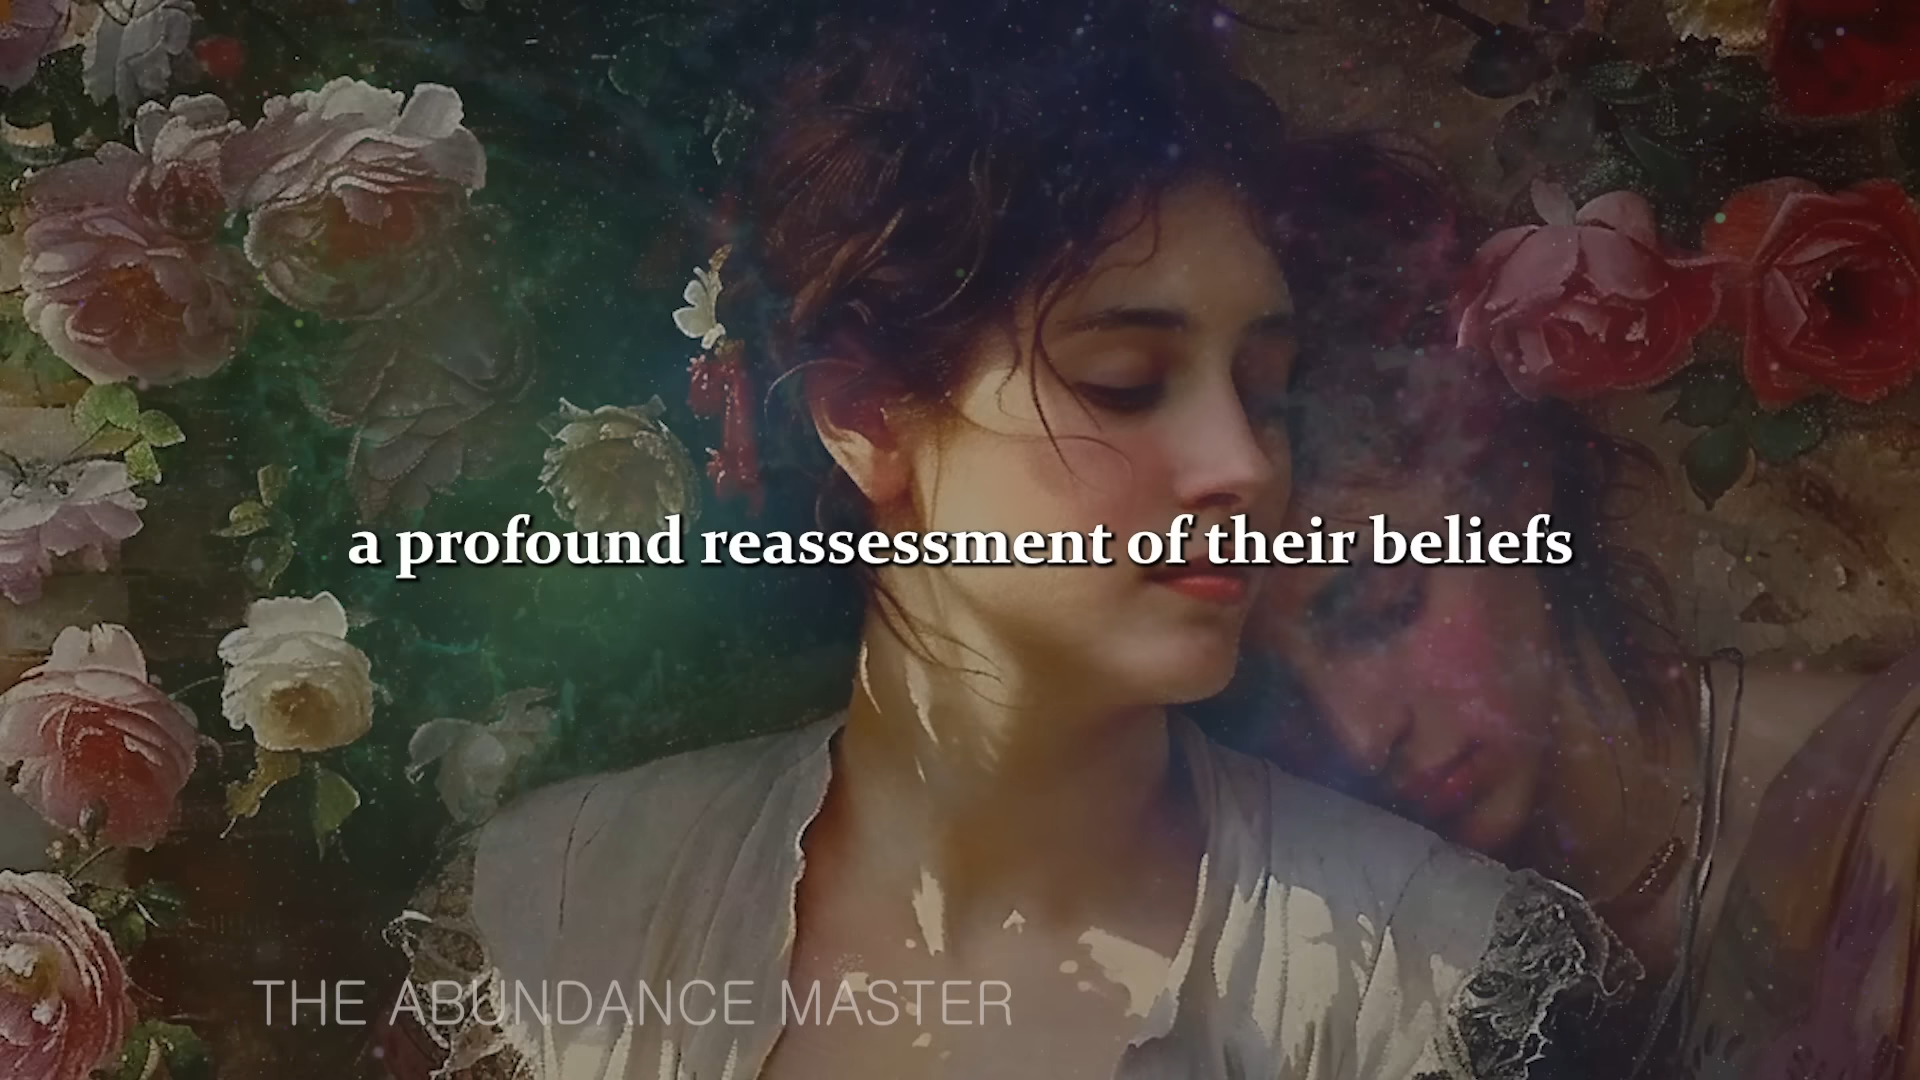 a profound reassessment of their beliefs
THE ABUNDANCE MASTER